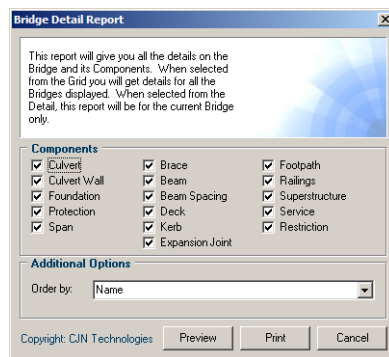 Bridge Detail Report
This report will give you all the details on the
Bridge and its Components. When selected
from the Grid you will get details for all the
Bridges displayed. When selected from the
Detail, this report will be for the current Bridge
only.
Components
Culvert
Brace
Footpath
Culvert Wall
Beam
Railings
Foundation
Beam Spacing
Superstructure
Protection
Deck
Service
Span
Kerb
Restriction
Expansion Joint
Additional Options
Order by:
Name
Copyright: CJN Technologies
Preview
Print
Cancel